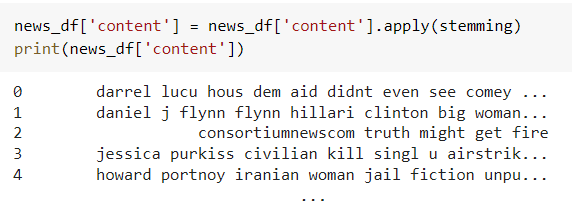 news_df['content'] = news_df['content'].apply(stemming)
print(news_df['content'])
0 darrel lucu hous dem aid didnt even see comey ...
1 daniel j flynn flynn hillari clinton big woman...
2 consortiumnewscom truth might get fire
3 jessica purkiss civilian kill singl u airstrik...
4 howard portnoy iranian woman jail fiction unpu...
...